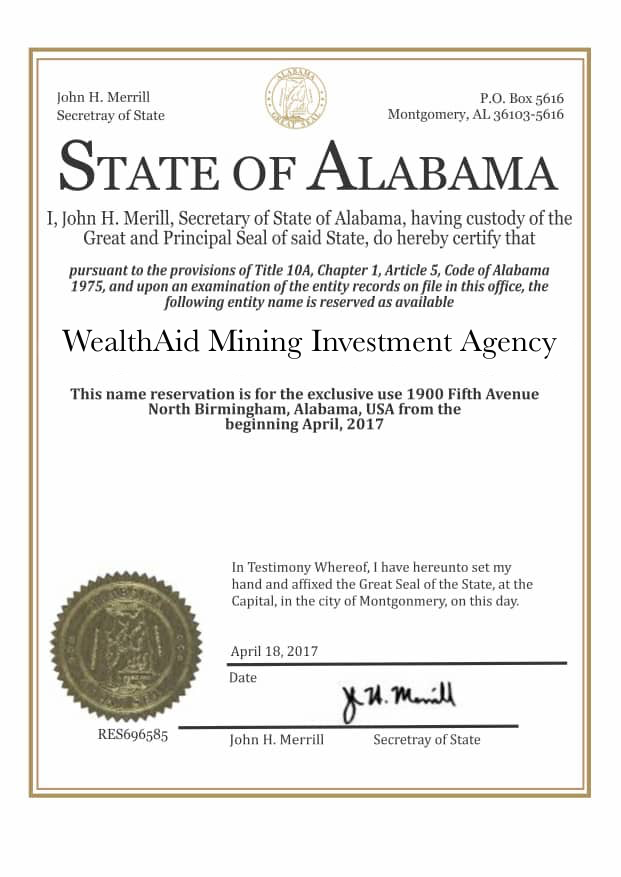 John H. Merrill
Secretray of State
ALABAMA
GREAT SEAL
P.O. Box 5616
Montgomery, AL 36103-5616
STATE OF ALABAMA
I, John H. Merill, Secretary of State of Alabama, having custody of the
Great and Principal Seal of said State, do hereby certify that
pursuant to the provisions of Title 10A, Chapter 1, Article 5, Code of Alabama
1975, and upon an examination of the entity records on file in this office, the
following entity name is reserved as available
WealthAid Mining Investment Agency
This name reservation is for the exclusive use 1900 Fifth Avenue
North Birmingham, Alabama, USA from the
beginning April, 2017
In Testimony Whereof, I have hereunto set my
hand and affixed the Great Seal of the State, at the
Capital, in the city of Montgonmery, on this day.
April 18, 2017
Date
J. H. Merrill
RES696585
John H. Merrill
Secretray of State